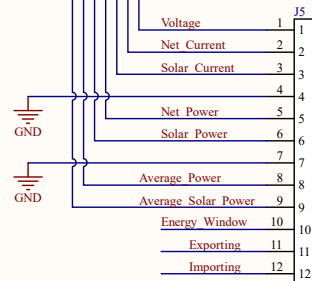 J5
Voltage 1 1
Net_Current 2 2
Solar_Current 3 3
4 4
GND
Net_Power 5 5
Solar_Power 6 6
7 7
GND
Average_Power 8 8
Average_Solar_Power 9 9
Energy_Window 10 10
Exporting 11 11
Importing 12 12